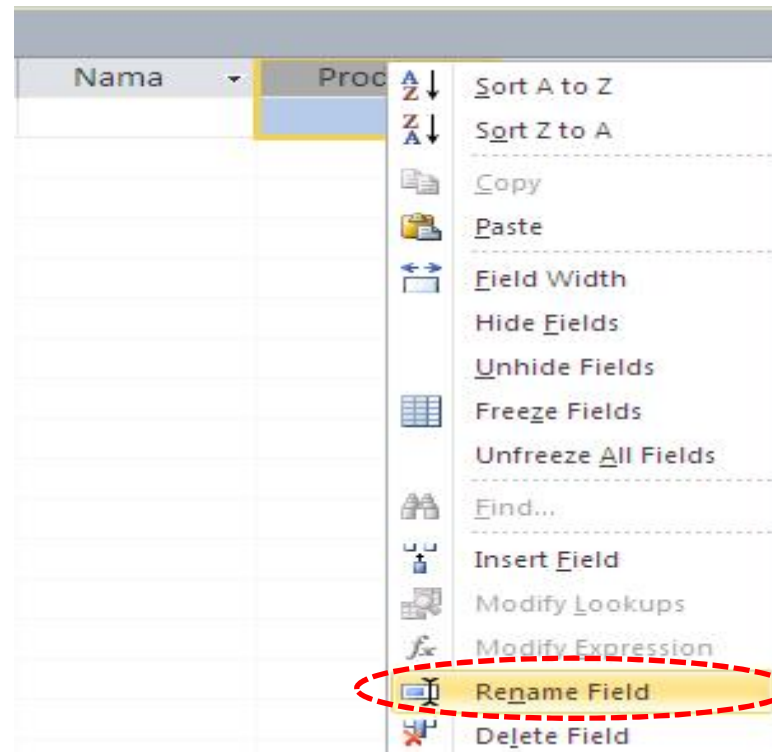 Nama Proc
Sort A to Z
Sort Z to A
Copy
Paste
Field Width
Hide Fields
Unhide Fields
Freeze Fields
Unfreeze All Fields
Find...
Insert Field
Modify Lookups
Modify Expression
Rename Field
Delete Field